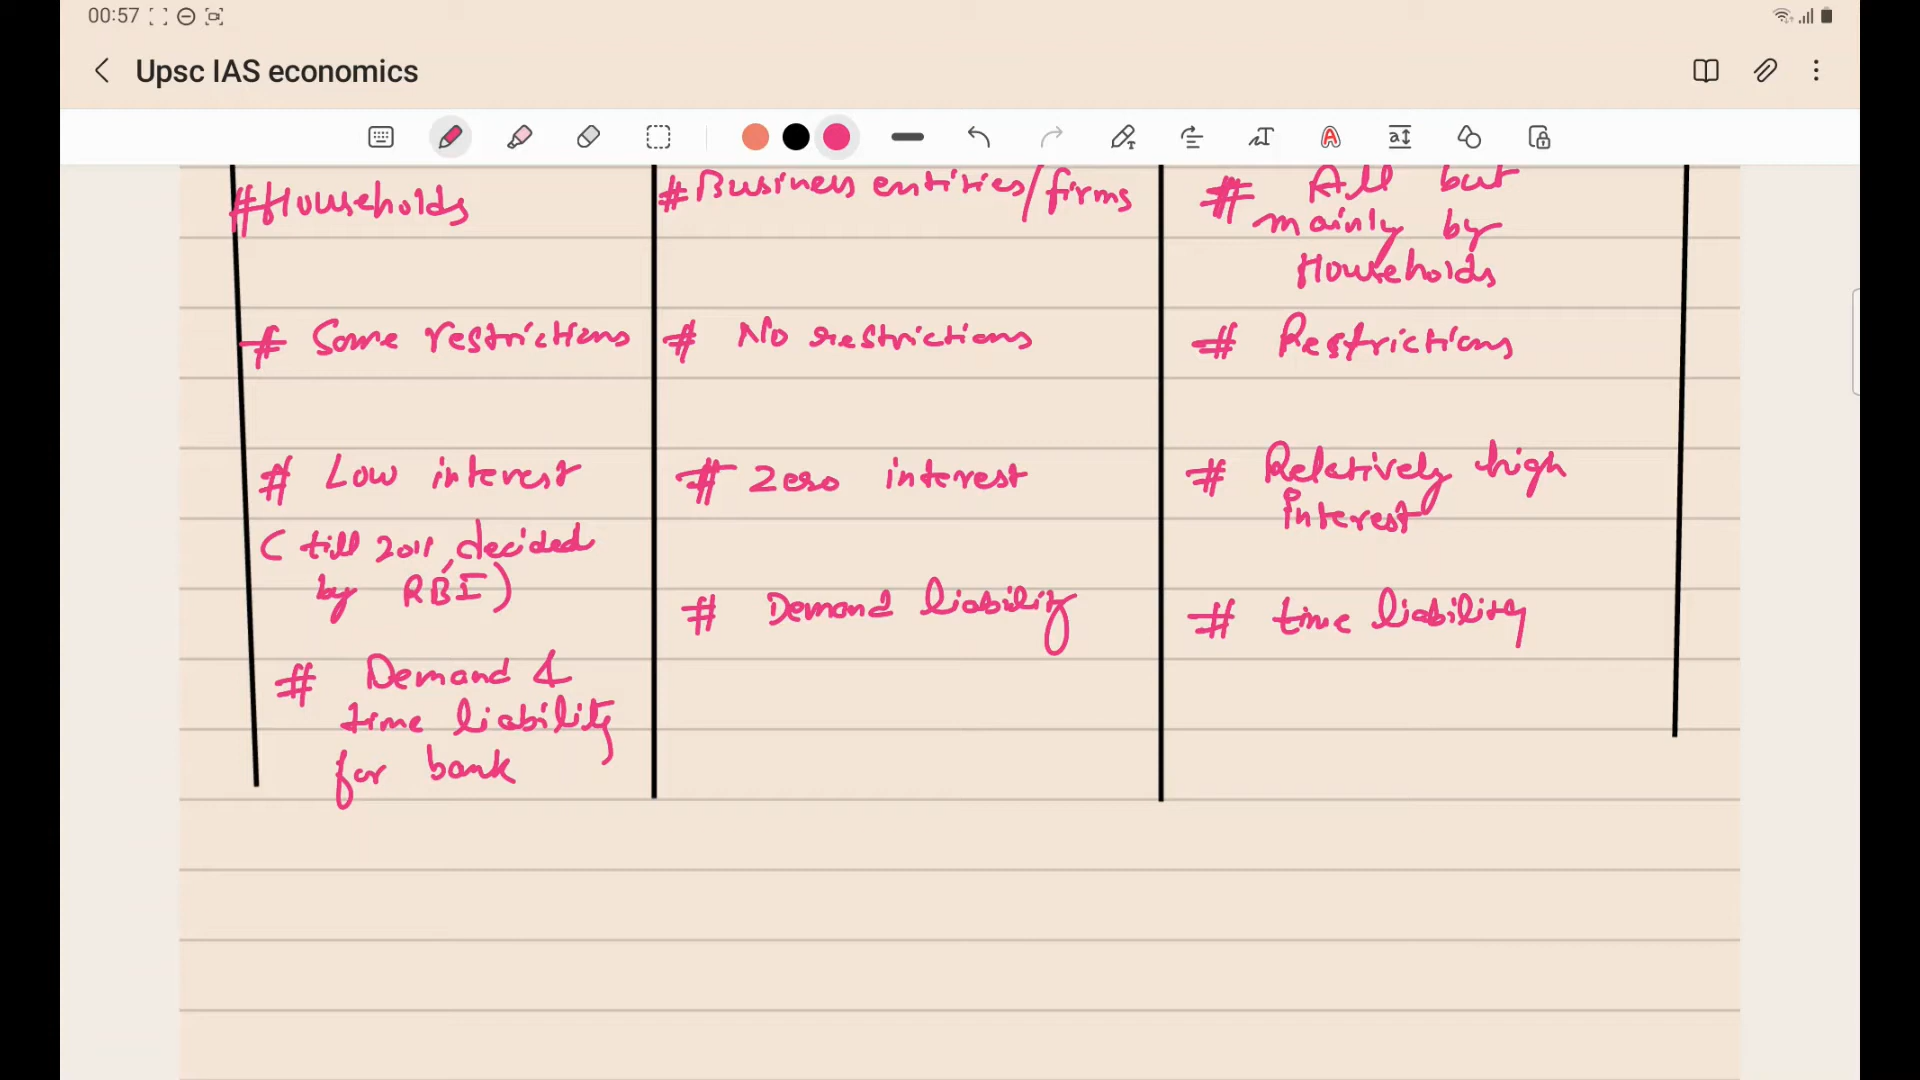 00:57
Upsc IAS economics
#Households
#Business entities/firms
# All but
mainly by
Households
# Some restrictions
# No restrictions
# Restrictions
# Low interest
# Zero interest
# Relatively high
interest
( till 2011, decided
by RBI)
# Demand liability
# time liability
# Demand &
time liability
for bank